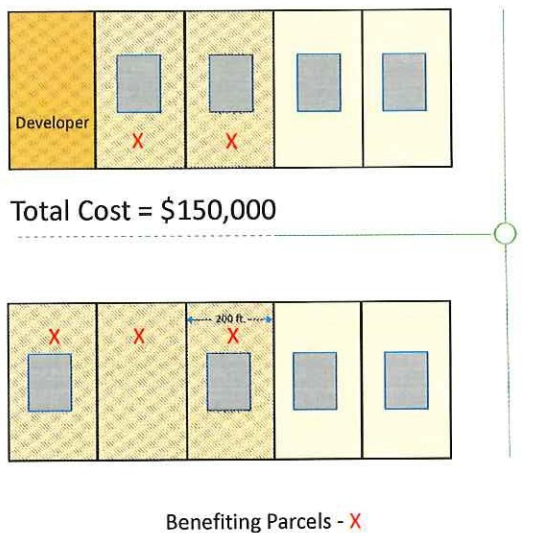 Developer
X X
Total Cost = $150,000
200 ft.
X X X
Benefiting Parcels - X